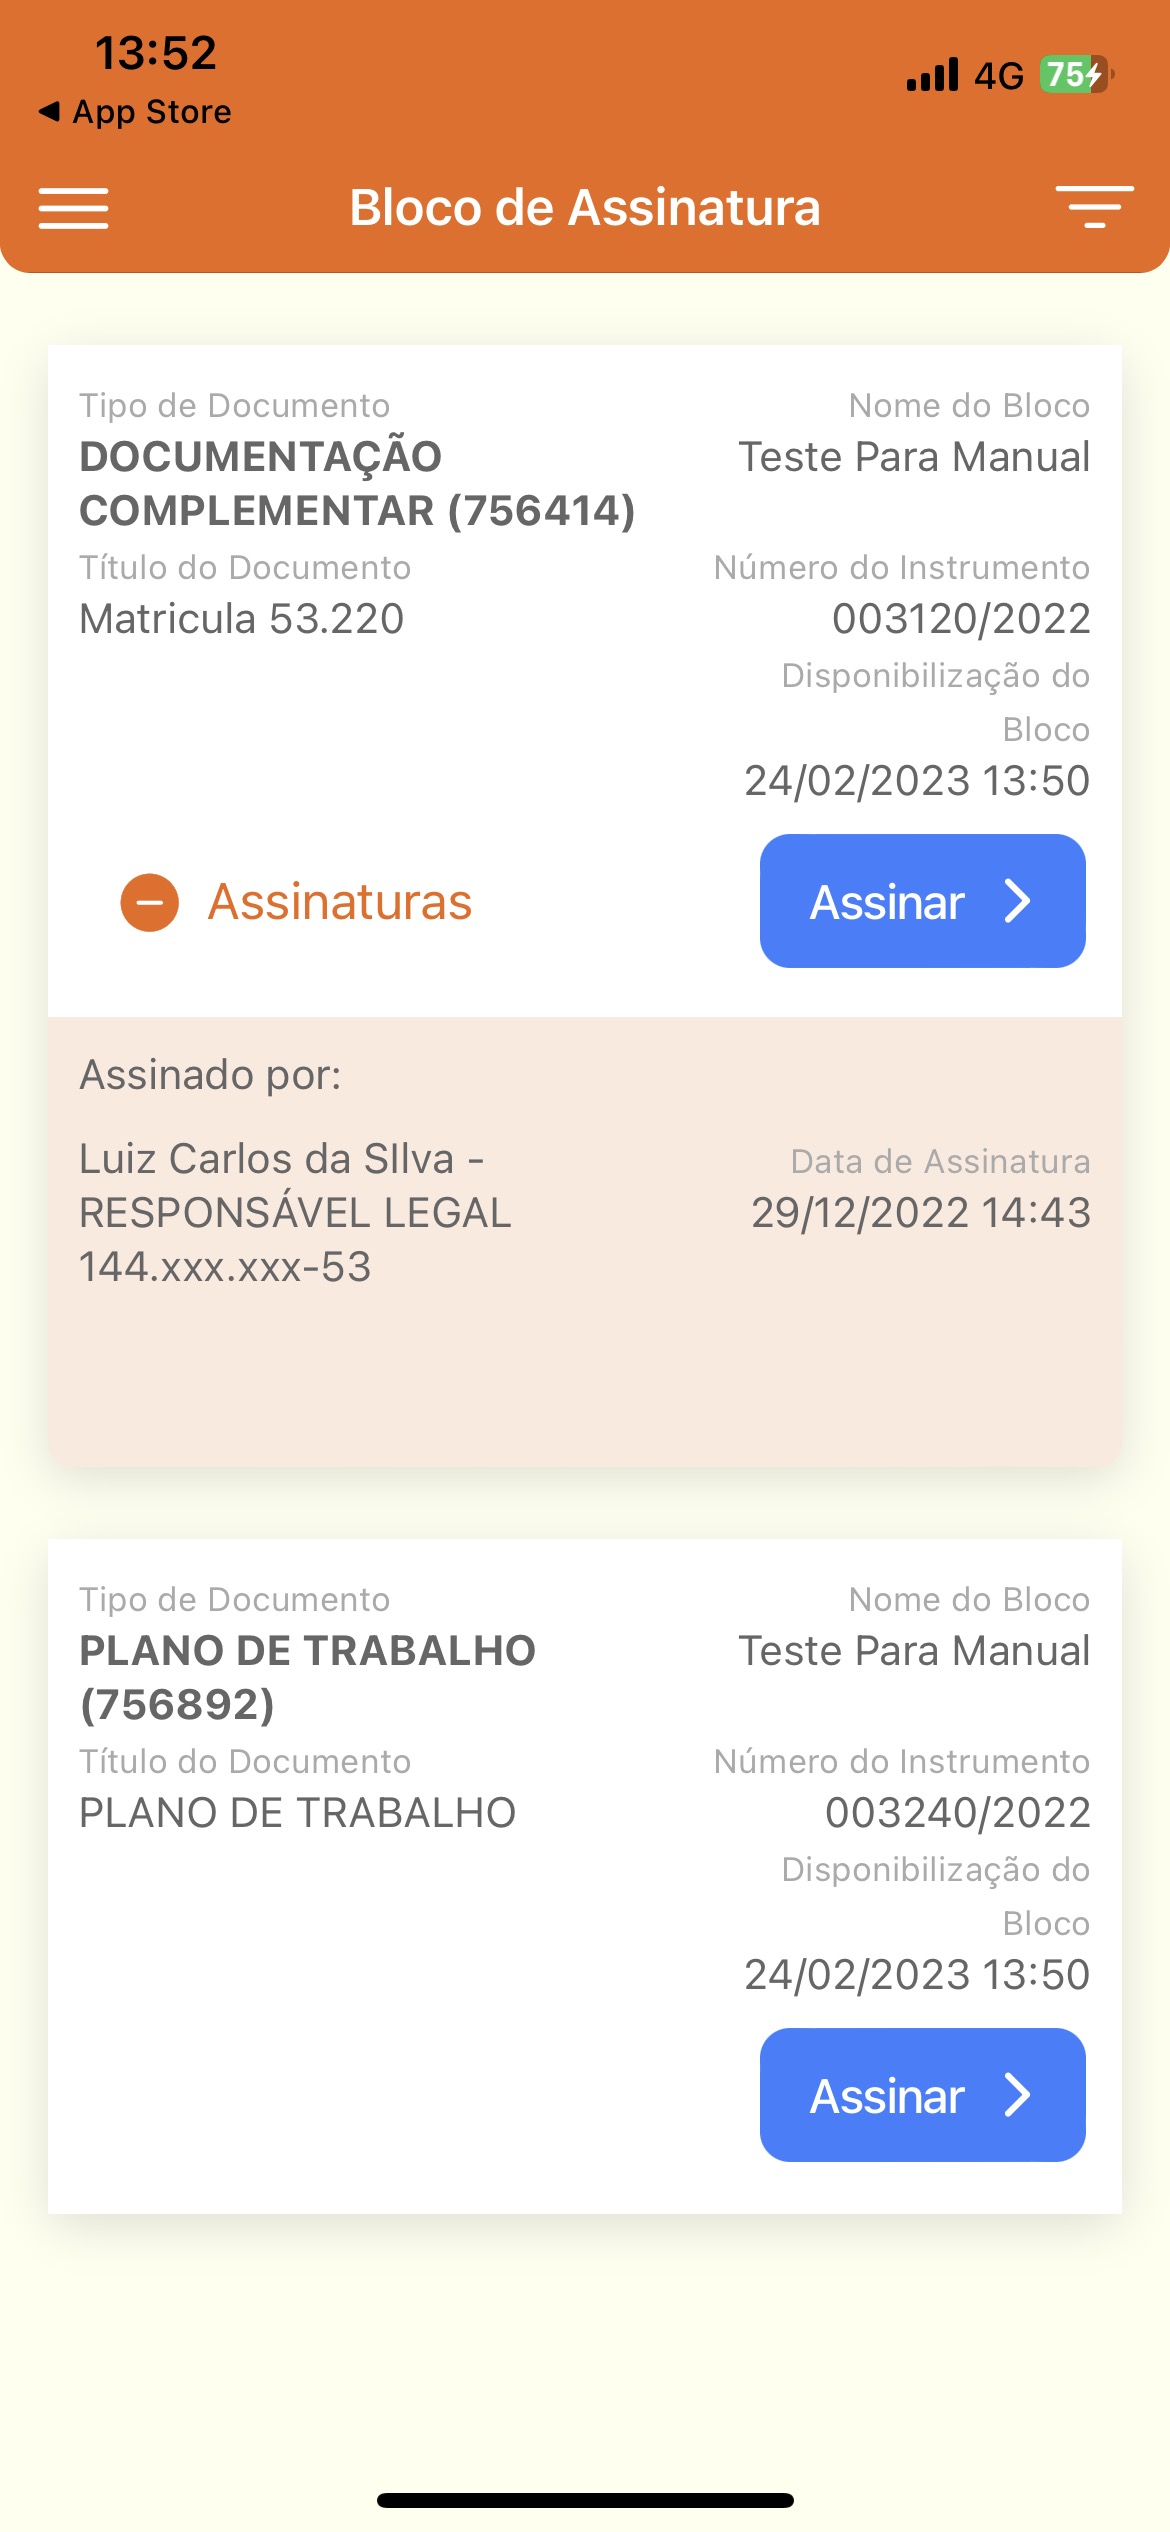 13:52
4G 75
◀ App Store
Bloco de Assinatura
Tipo de Documento
DOCUMENTAÇÃO
COMPLEMENTAR (756414)
Título do Documento
Matricula 53.220
Nome do Bloco
Teste Para Manual
Número do Instrumento
003120/2022
Disponibilização do
Bloco
24/02/2023 13:50
Assinaturas
Assinar
Assinado por:
Luiz Carlos da SIlva -
RESPONSÁVEL LEGAL
144.xxx.xxx-53
Data de Assinatura
29/12/2022 14:43
Tipo de Documento
PLANO DE TRABALHO
(756892)
Título do Documento
PLANO DE TRABALHO
Nome do Bloco
Teste Para Manual
Número do Instrumento
003240/2022
Disponibilização do
Bloco
24/02/2023 13:50
Assinar